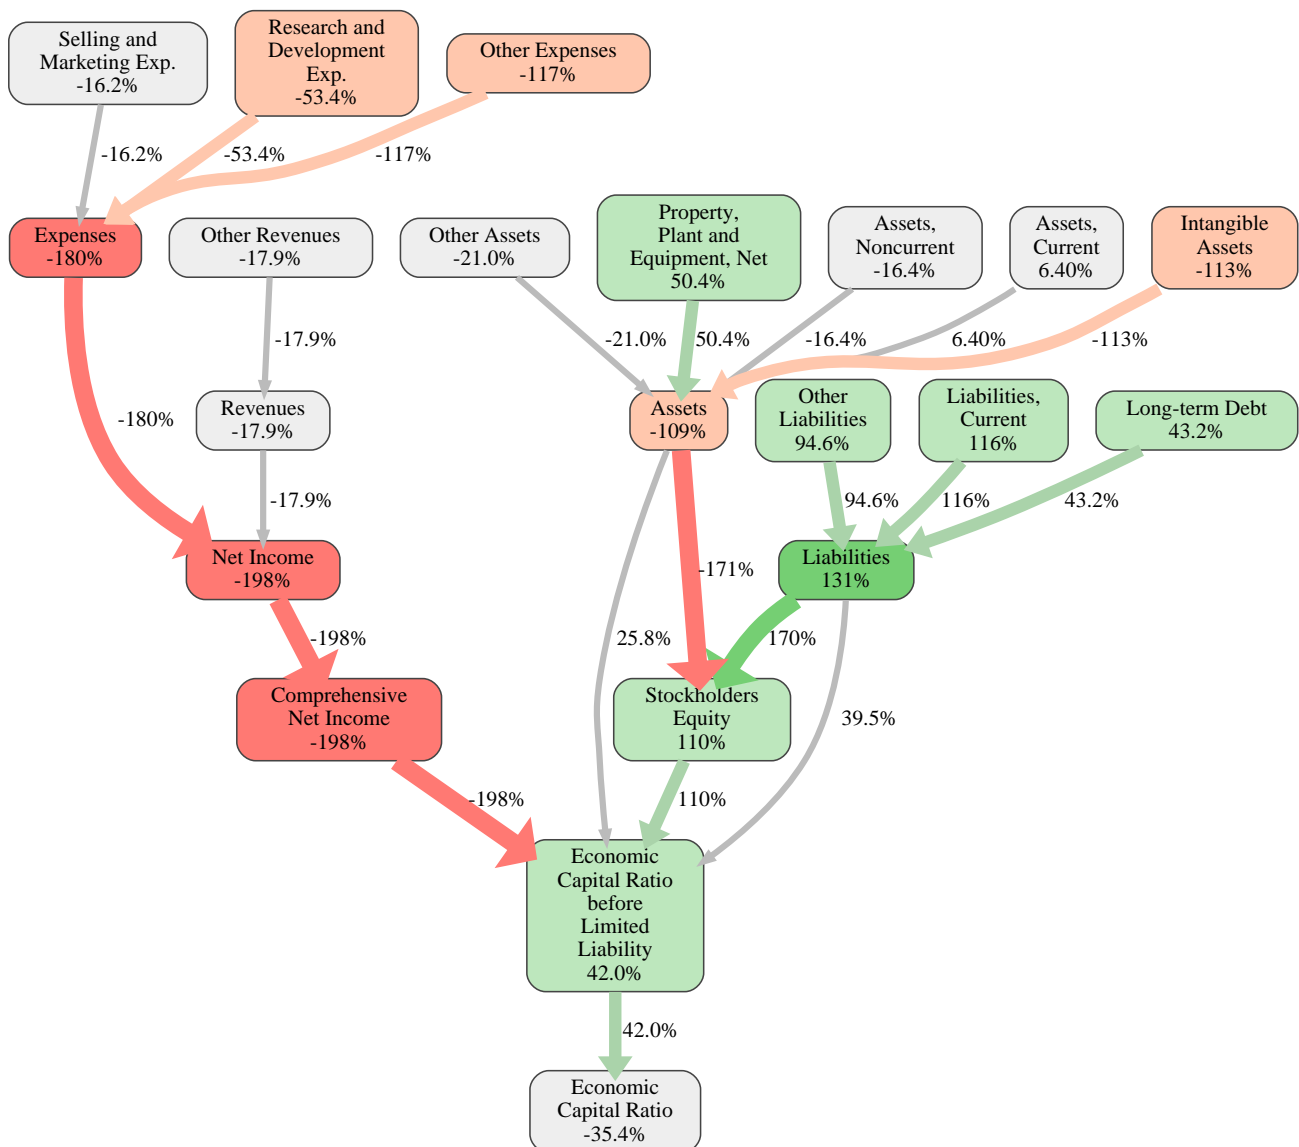 Selling and
Marketing Exp.
-16.2%
Research and
Development
Exp.
-53.4%
Other Expenses
-117%
-16.2%
-53.4%
-117%
Expenses
-180%
Other Revenues
-17.9%
Other Assets
-21.0%
Property,
Plant and
Equipment, Net
50.4%
Assets,
Noncurrent
-16.4%
Assets,
Current
6.40%
Intangible
Assets
-113%
-17.9%
-21.0%
50.4%
-16.4%
6.40%
-113%
-180%
Revenues
-17.9%
Assets
-109%
Other
Liabilities
94.6%
Liabilities,
Current
116%
Long-term Debt
43.2%
-17.9%
-171%
94.6%
116%
43.2%
Net Income
-198%
Liabilities
131%
-198%
25.8%
170%
39.5%
Comprehensive
Net Income
-198%
Stockholders
Equity
110%
-198%
110%
Economic
Capital Ratio
before
Limited
Liability
42.0%
42.0%
Economic
Capital Ratio
-35.4%